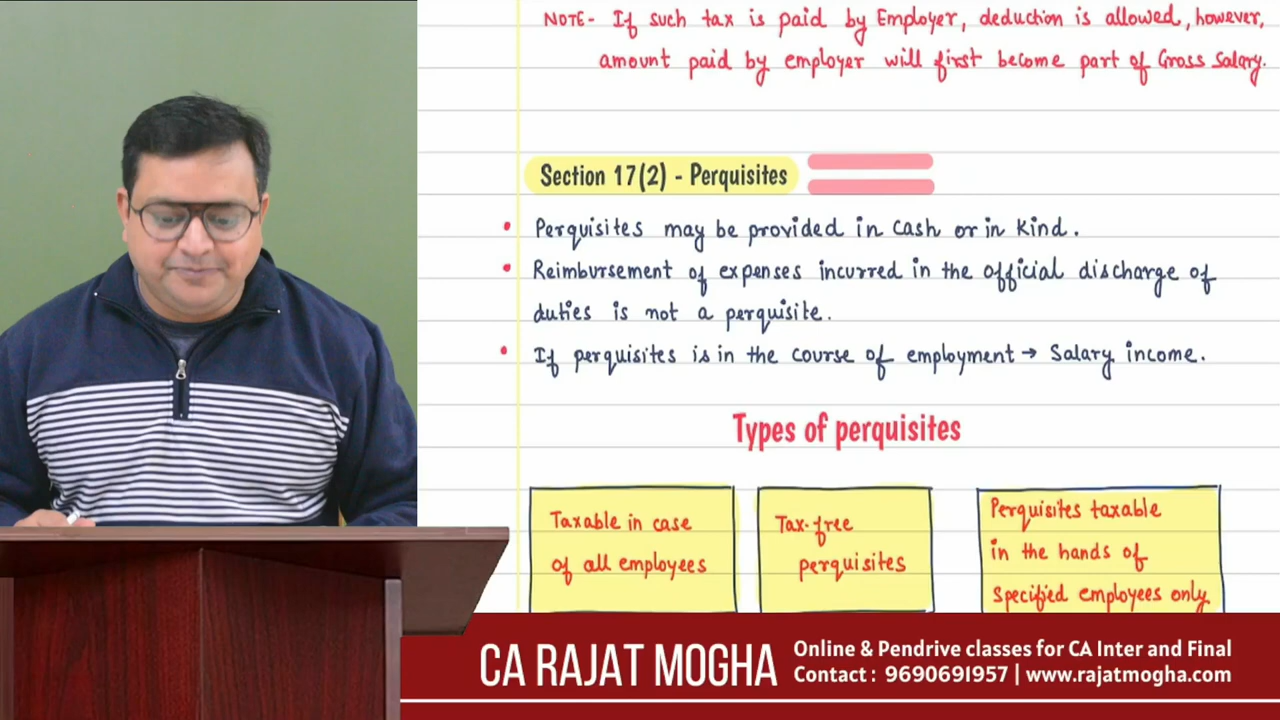 NOTE- If such tax is paid by Employer, deduction is allowed, however,
amount paid by employer will first become part of Gross Salary.
Section 17(2) - Perquisites
• Perquisites may be provided in cash or in kind.
• Reimbursement of expenses incurred in the official discharge of
duties is not a perquisite.
• If perquisites is in the course of employment → Salary income.
Types of perquisites
Taxable in case
of all employees
Tax-free
perquisites
Perquisites taxable
in the hands of
specified employees only
CA RAJAT MOGHA
Online & Pendrive classes for CA Inter and Final
Contact : 9690691957 | www.rajatmogha.com